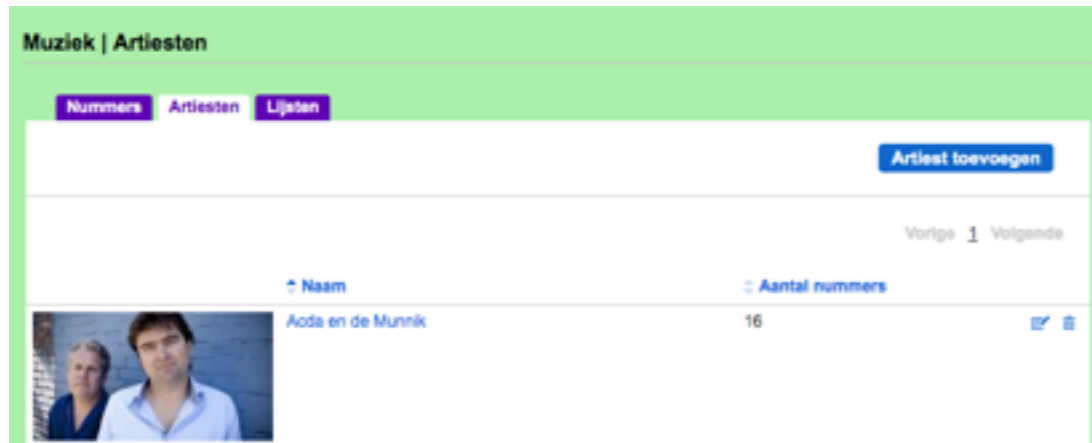 Muziek | Artiesten
Nummers Artiesten Lijsten
Artiest toevoegen
Vorige 1 Volgende
Naam Aantal nummers
Acda en de Munnik 16